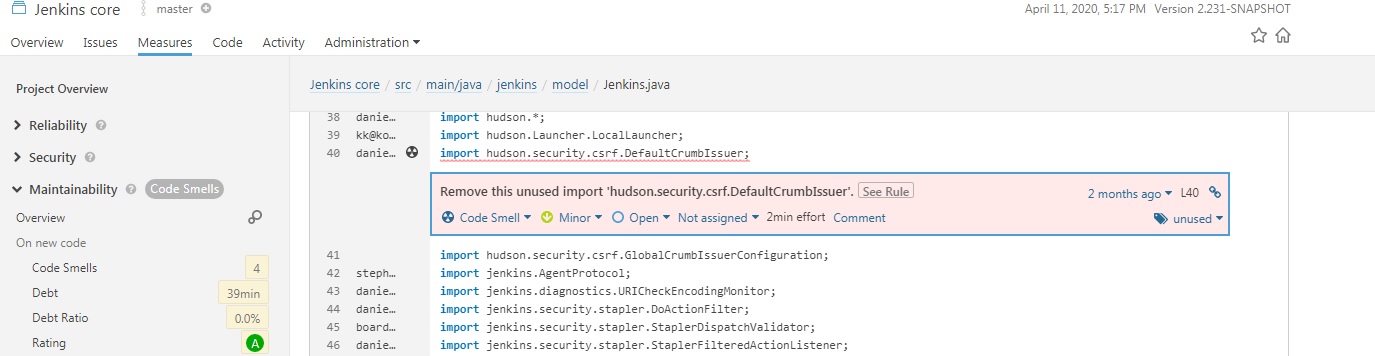 Jenkins core master April 11, 2020, 5:17 PM Version 2.231-SNAPSHOT
Overview Issues Measures Code Activity Administration
Project Overview
Reliability
Security
Maintainability Code Smells
Overview
On new code
Code Smells 4
Debt 39min
Debt Ratio 0.0%
Rating A
Jenkins core / src / main/java / jenkins / model / Jenkins.java
38 danie… import hudson.*;
39 kk@ko… import hudson.Launcher.LocalLauncher;
40 danie… import hudson.security.csrf.DefaultCrumbIssuer;
Remove this unused import 'hudson.security.csrf.DefaultCrumbIssuer'. See Rule 2 months ago L40
Code Smell Minor Open Not assigned 2min effort Comment unused
41 import hudson.security.csrf.GlobalCrumbIssuerConfiguration;
42 steph… import jenkins.AgentProtocol;
43 danie… import jenkins.diagnostics.URICheckEncodingMonitor;
44 danie… import jenkins.security.stapler.DoActionFilter;
45 board… import jenkins.security.stapler.StaplerDispatchValidator;
46 danie… import jenkins.security.stapler.StaplerFilteredActionListener;